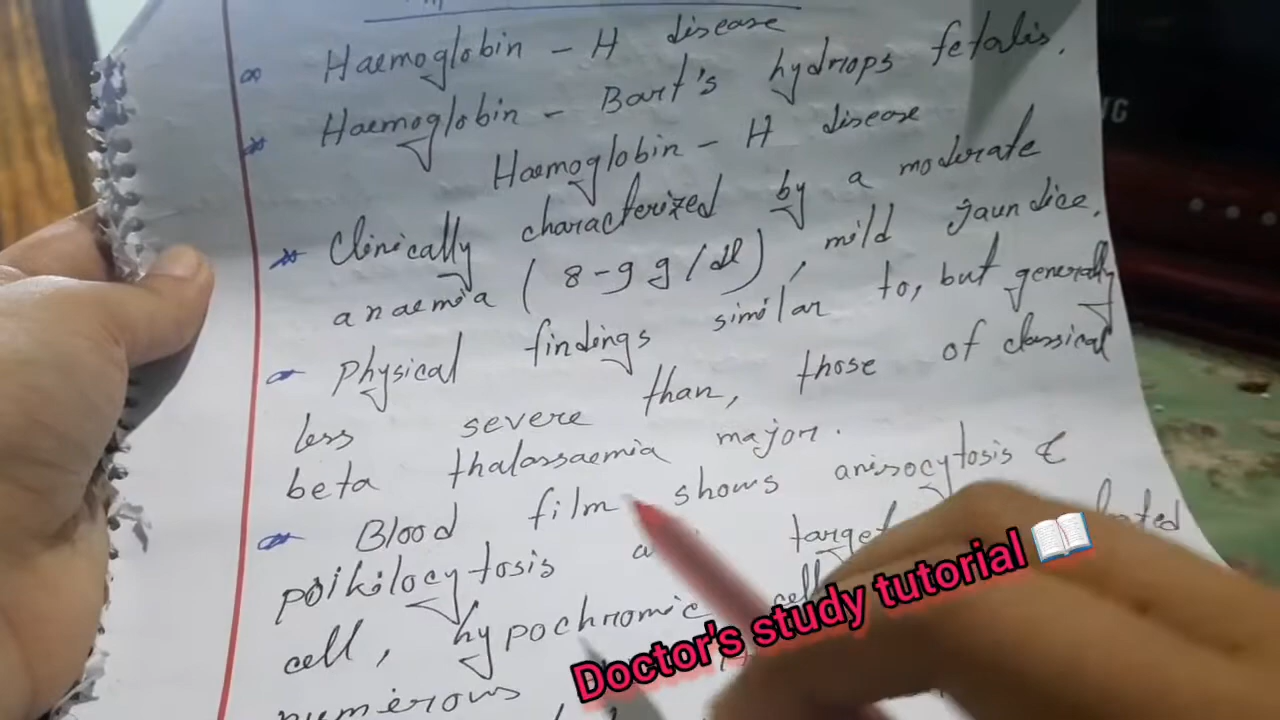 Haemoglobin - H disease
Haemoglobin - Bart's hydrops fetalis.
Haemoglobin - H disease
Clinically characterized by a moderate
anaemia (8-9 g/dl), mild jaundice.
Physical findings similar to, but generally
less severe than, those of classical
beta thalassaemia major.
Blood film shows anisocytosis &
poikilocytosis target
cell, hypochromic cell
numerous
Doctor's study tutorial 📖